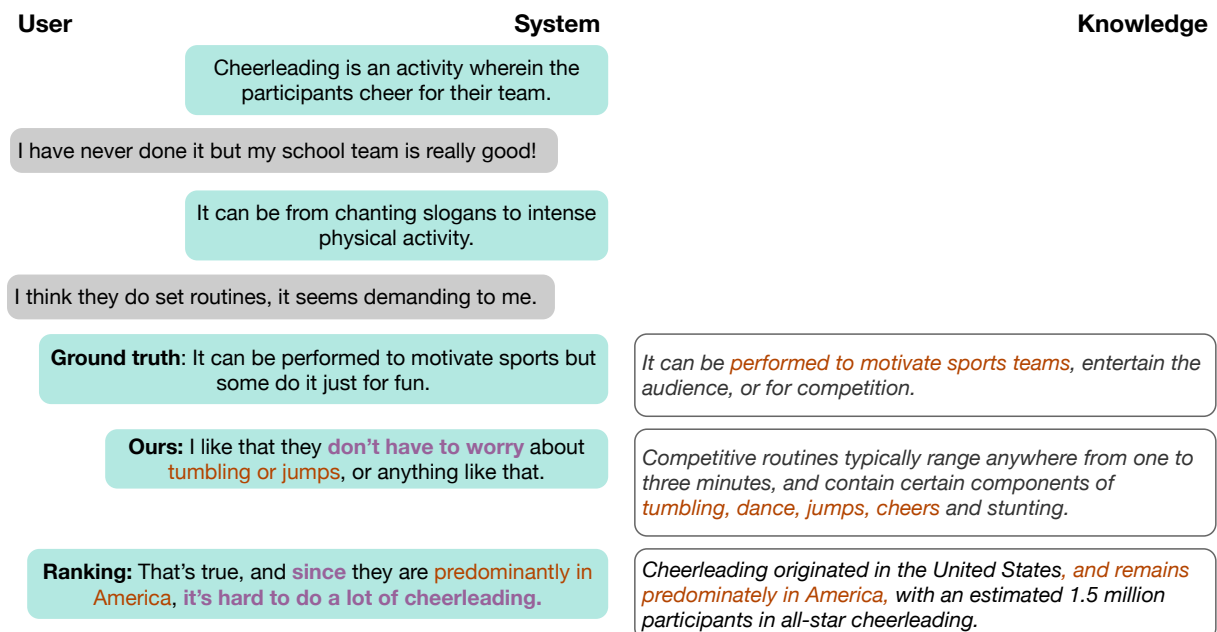 User
System
Knowledge
Cheerleading is an activity wherein the
participants cheer for their team.
I have never done it but my school team is really good!
It can be from chanting slogans to intense
physical activity.
I think they do set routines, it seems demanding to me.
Ground truth: It can be performed to motivate sports but
some do it just for fun.
It can be performed to motivate sports teams, entertain the
audience, or for competition.
Ours: I like that they don't have to worry about
tumbling or jumps, or anything like that.
Competitive routines typically range anywhere from one to
three minutes, and contain certain components of
tumbling, dance, jumps, cheers and stunting.
Ranking: That's true, and since they are predominantly in
America, it's hard to do a lot of cheerleading.
Cheerleading originated in the United States, and remains
predominately in America, with an estimated 1.5 million
participants in all-star cheerleading.